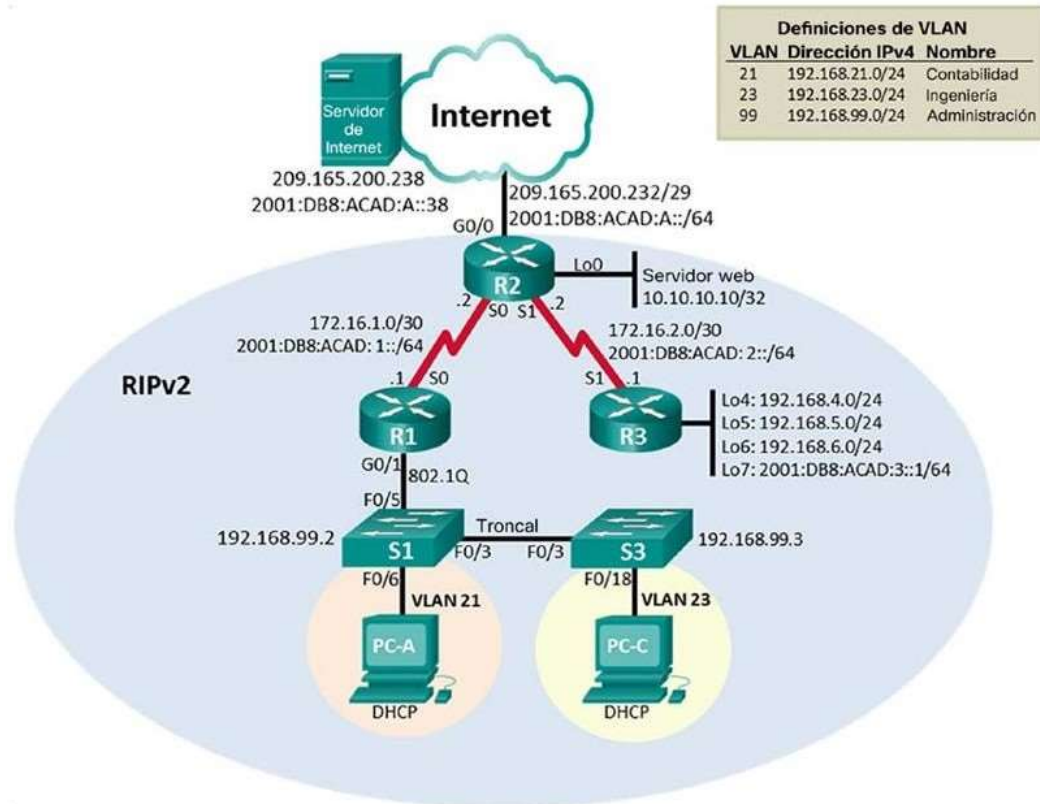 Definiciones de VLAN
VLAN Dirección IPv4 Nombre
21 192.168.21.0/24 Contabilidad
23 192.168.23.0/24 Ingeniería
99 192.168.99.0/24 Administración
Servidor
de
Internet
Internet
209.165.200.238
2001:DB8:ACAD:A::38
209.165.200.232/29
2001:DB8:ACAD:A::/64
G0/0
R2
Lo0
Servidor web
10.10.10.10/32
.2 S0 S1 .2
172.16.1.0/30
2001:DB8:ACAD: 1::/64
172.16.2.0/30
2001:DB8:ACAD: 2::/64
RIPv2
.1 S0
S1 .1
R1
R3
Lo4: 192.168.4.0/24
Lo5: 192.168.5.0/24
Lo6: 192.168.6.0/24
Lo7: 2001:DB8:ACAD:3::1/64
G0/1
802.1Q
F0/5
192.168.99.2
S1
Troncal
F0/3 F0/3
S3
192.168.99.3
F0/6
VLAN 21
F0/18
VLAN 23
PC-A
PC-C
DHCP
DHCP